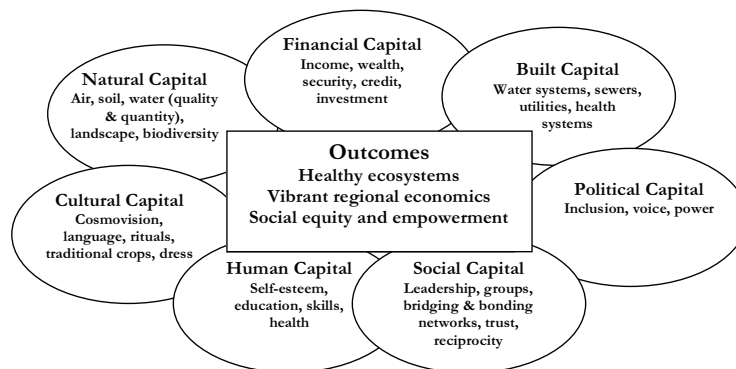 Financial Capital
Income, wealth,
security, credit,
investment
Natural Capital
Air, soil, water (quality
& quantity),
landscape, biodiversity
Built Capital
Water systems, sewers,
utilities, health
systems
Outcomes
Healthy ecosystems
Vibrant regional economics
Social equity and empowerment
Cultural Capital
Cosmovision,
language, rituals,
traditional crops, dress
Political Capital
Inclusion, voice, power
Human Capital
Self-esteem,
education, skills,
health
Social Capital
Leadership, groups,
bridging & bonding
networks, trust,
reciprocity